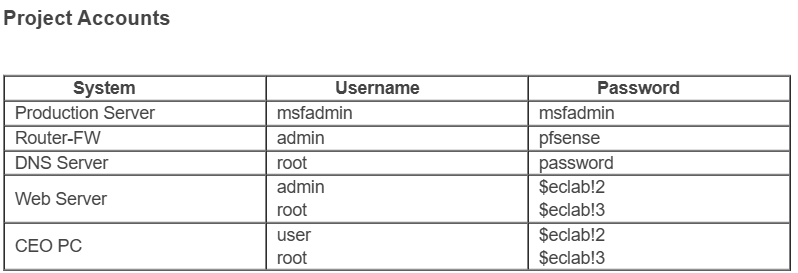 Project Accounts
System Username Password
Production Server msfadmin msfadmin
Router-FW admin pfsense
DNS Server root password
Web Server admin $eclab!2
root $eclab!3
CEO PC user $eclab!2
root $eclab!3